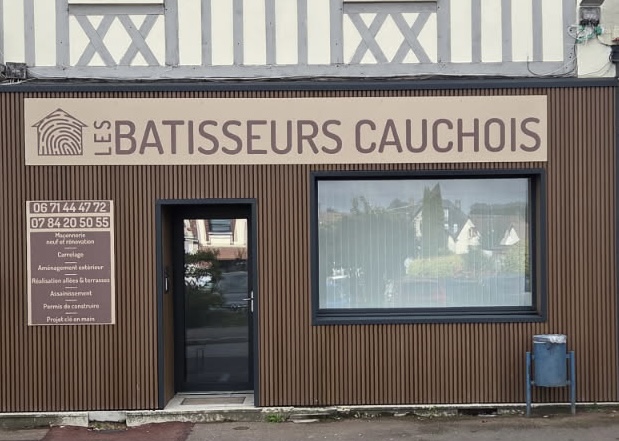 LES BATISSEURS CAUCHOIS
06 71 44 47 72
07 84 20 50 55
Maçonnerie
neuf et rénovation
Carrelage
Aménagement extérieur
Réalisation allées & terrasses
Assainissement
Permis de construire
Projet clé en main